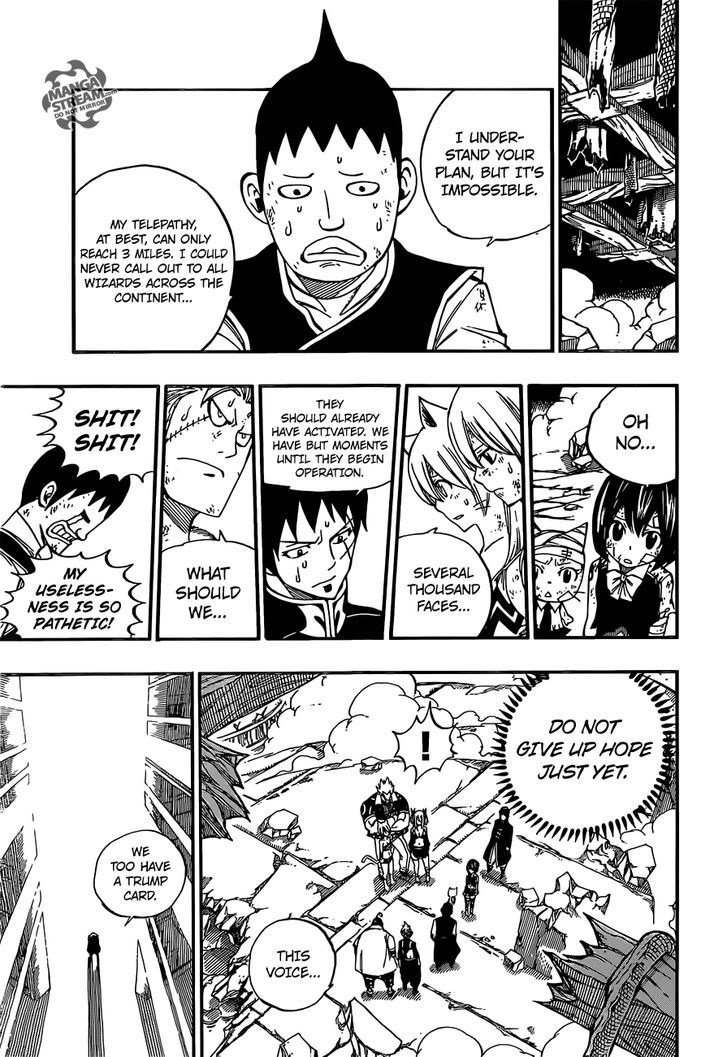 MANGA
STREAM.COM
DO NOT MIRROR
I UNDER-
STAND YOUR
PLAN, BUT IT'S
IMPOSSIBLE.
MY TELEPATHY,
AT BEST, CAN ONLY
REACH 3 MILES. I COULD
NEVER CALL OUT TO ALL
WIZARDS ACROSS THE
CONTINENT...
OH
NO...
SEVERAL
THOUSAND
FACES...
THEY
SHOULD ALREADY
HAVE ACTIVATED. WE
HAVE BUT MOMENTS
UNTIL THEY BEGIN
OPERATION.
WHAT
SHOULD
WE...
SHIT!
SHIT!
MY
USELESS-
NESS IS SO
PATHETIC!
DO NOT
GIVE UP HOPE
JUST YET.
!
THIS
VOICE...
WE
TOO HAVE
A TRUMP
CARD.